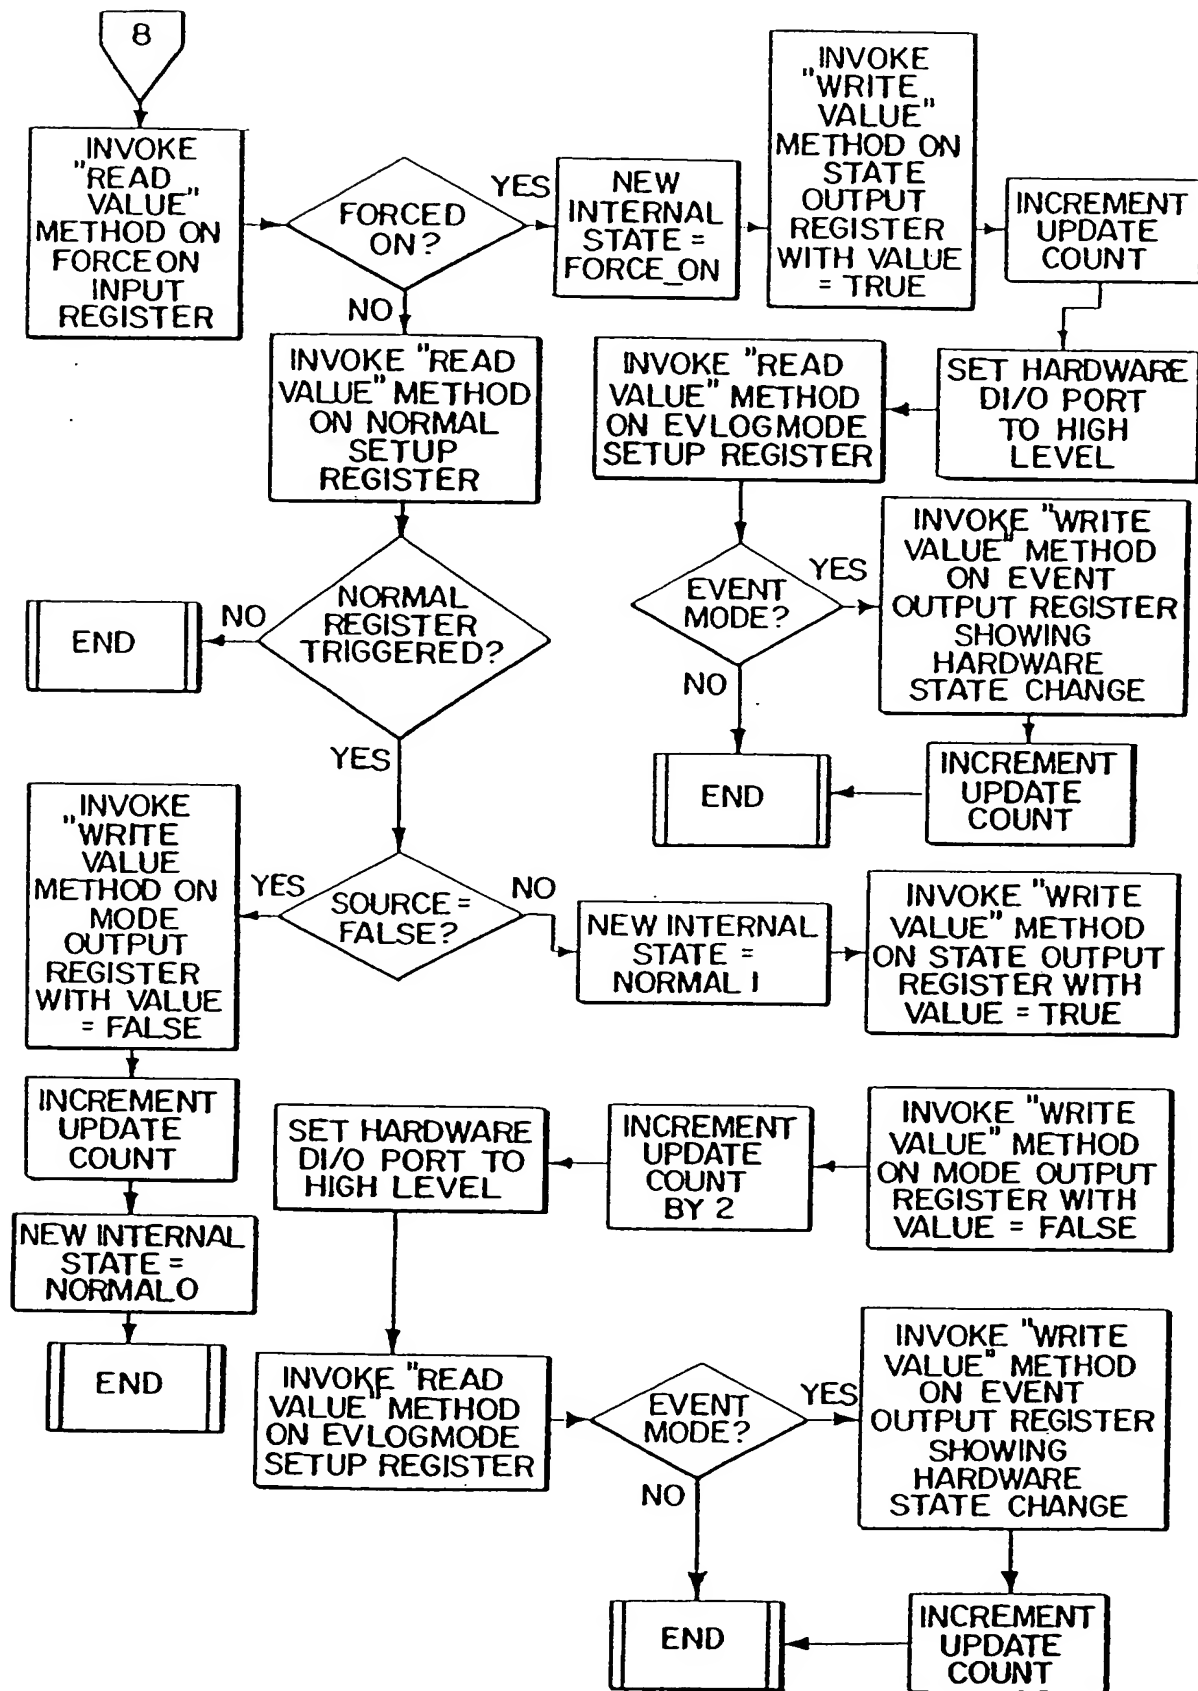 8
INVOKE
"READ
VALUE"
METHOD ON
FORCEON
INPUT
REGISTER
FORCED
ON?
YES
NO
NEW
INTERNAL
STATE =
FORCE_ON
INVOKE
"WRITE
VALUE"
METHOD ON
STATE
OUTPUT
REGISTER
WITH VALUE
= TRUE
INCREMENT
UPDATE
COUNT
INVOKE "READ
VALUE" METHOD
ON NORMAL
SETUP
REGISTER
INVOKE "READ
VALUE" METHOD
ON EVLOGMODE
SETUP REGISTER
SET HARDWARE
DI/O PORT
TO HIGH
LEVEL
NORMAL
REGISTER
TRIGGERED?
NO
END
YES
EVENT
MODE?
YES
NO
INVOKE "WRITE
VALUE" METHOD
ON EVENT
OUTPUT REGISTER
SHOWING
HARDWARE
STATE CHANGE
END
INCREMENT
UPDATE
COUNT
INVOKE
"WRITE
VALUE
METHOD ON
MODE
OUTPUT
REGISTER
WITH VALUE
= FALSE
YES
SOURCE =
FALSE?
NO
NEW INTERNAL
STATE =
NORMAL 1
INVOKE "WRITE
VALUE" METHOD
ON STATE OUTPUT
REGISTER WITH
VALUE = TRUE
INCREMENT
UPDATE
COUNT
SET HARDWARE
DI/O PORT TO
HIGH LEVEL
INCREMENT
UPDATE
COUNT
BY 2
INVOKE "WRITE
VALUE" METHOD
ON MODE OUTPUT
REGISTER WITH
VALUE = FALSE
NEW INTERNAL
STATE =
NORMAL0
END
INVOKE "READ
VALUE" METHOD
ON EVLOGMODE
SETUP REGISTER
EVENT
MODE?
YES
NO
INVOKE "WRITE
VALUE" METHOD
ON EVENT
OUTPUT REGISTER
SHOWING
HARDWARE
STATE CHANGE
END
INCREMENT
UPDATE
COUNT